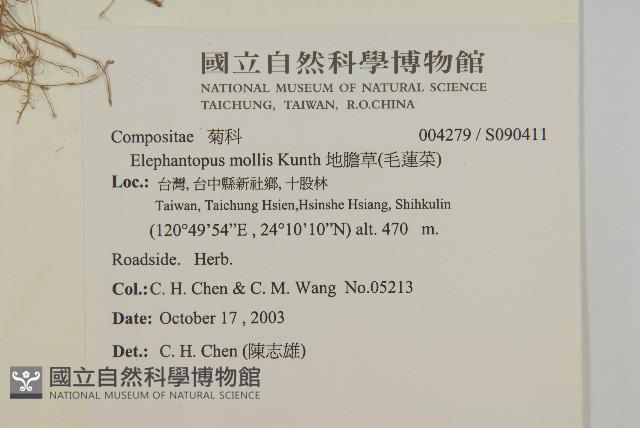 國立自然科學博物館
NATIONAL MUSEUM OF NATURAL SCIENCE
TAICHUNG, TAIWAN, R.O.CHINA
Compositae 菊科 004279 / S090411
Elephantopus mollis Kunth 地膽草(毛蓮菜)
Loc.: 台灣, 台中縣新社鄉, 十股林
Taiwan, Taichung Hsien,Hsinshe Hsiang, Shihkulin
(120°49’54”E , 24°10’10”N) alt. 470 m.
Roadside. Herb.
Col.: C. H. Chen & C. M. Wang No.05213
Date: October 17 , 2003
Det.: C. H. Chen (陳志雄)
國立自然科學博物館
NATIONAL MUSEUM OF NATURAL SCIENCE